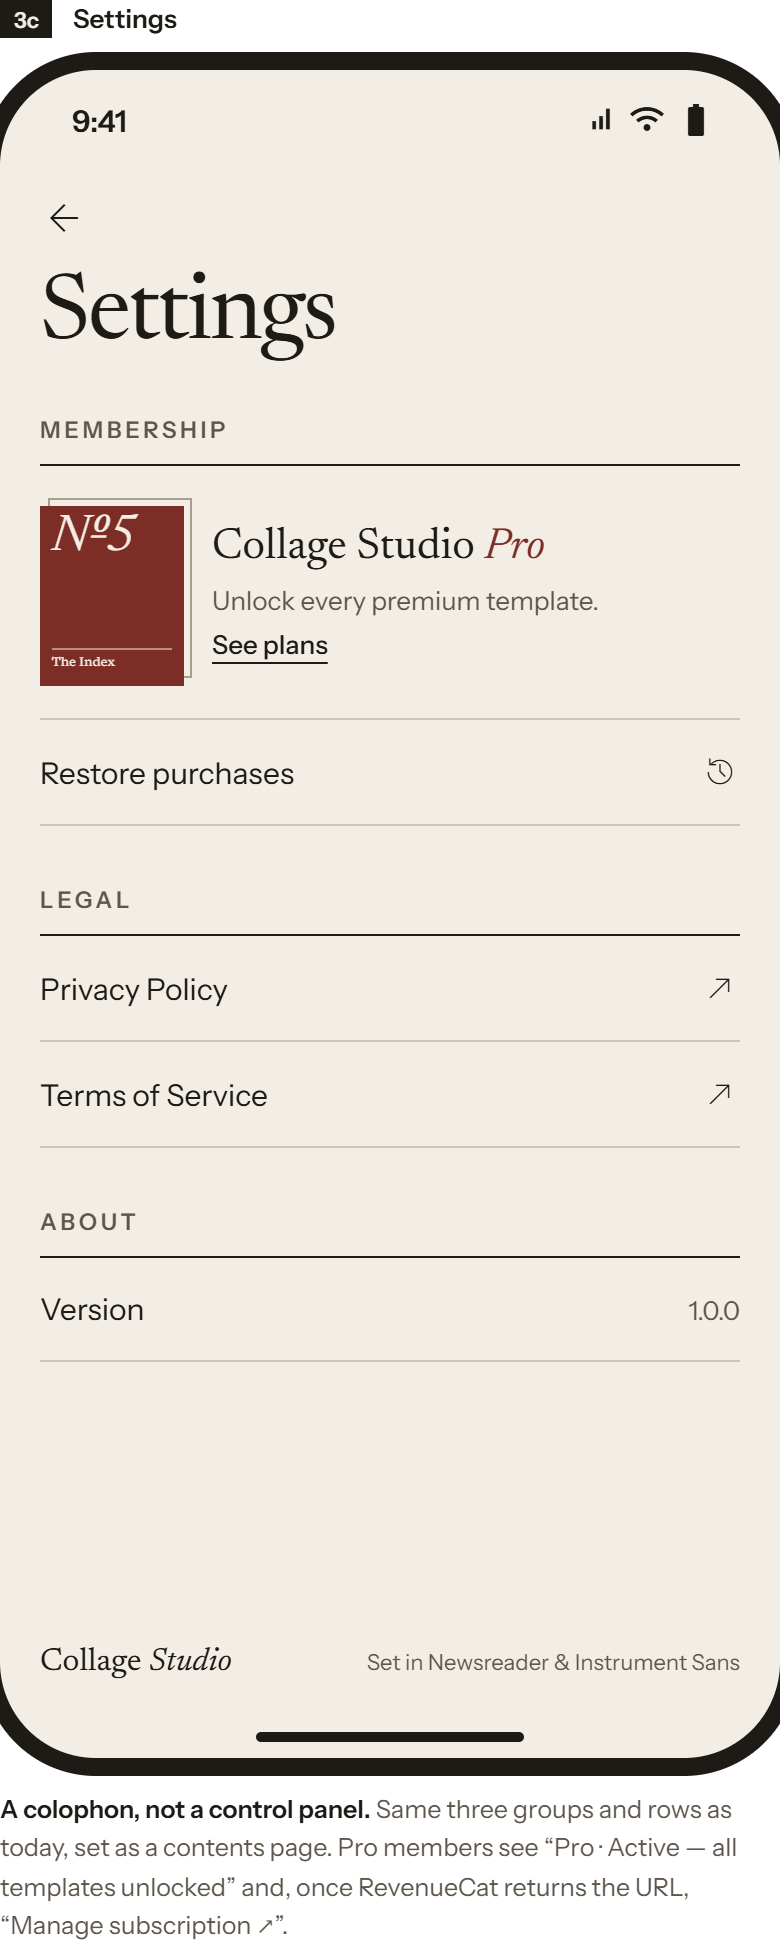 3c Settings
9:41
Settings
MEMBERSHIP
Nº5
The Index
Collage Studio Pro
Unlock every premium template.
See plans
Restore purchases
LEGAL
Privacy Policy
Terms of Service
ABOUT
Version 1.0.0
Collage Studio Set in Newsreader & Instrument Sans
A colophon, not a control panel. Same three groups and rows as
today, set as a contents page. Pro members see “Pro · Active — all
templates unlocked” and, once RevenueCat returns the URL,
“Manage subscription ↗”.